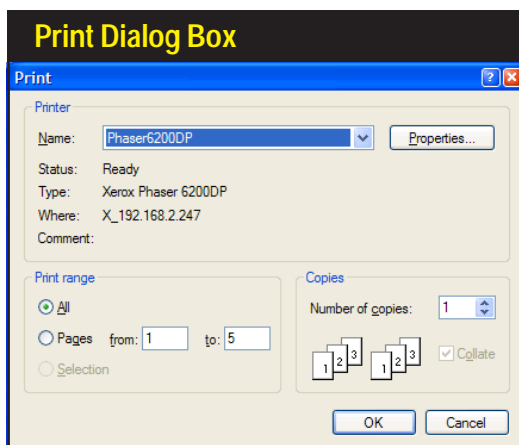 Print Dialog Box
Print
Printer
Name: Phaser6200DP Properties...
Status: Ready
Type: Xerox Phaser 6200DP
Where: X_192.168.2.247
Comment:
Print range
All
Pages from: 1 to: 5
Selection
Copies
Number of copies: 1
1 2 3 1 2 3
Collate
OK Cancel